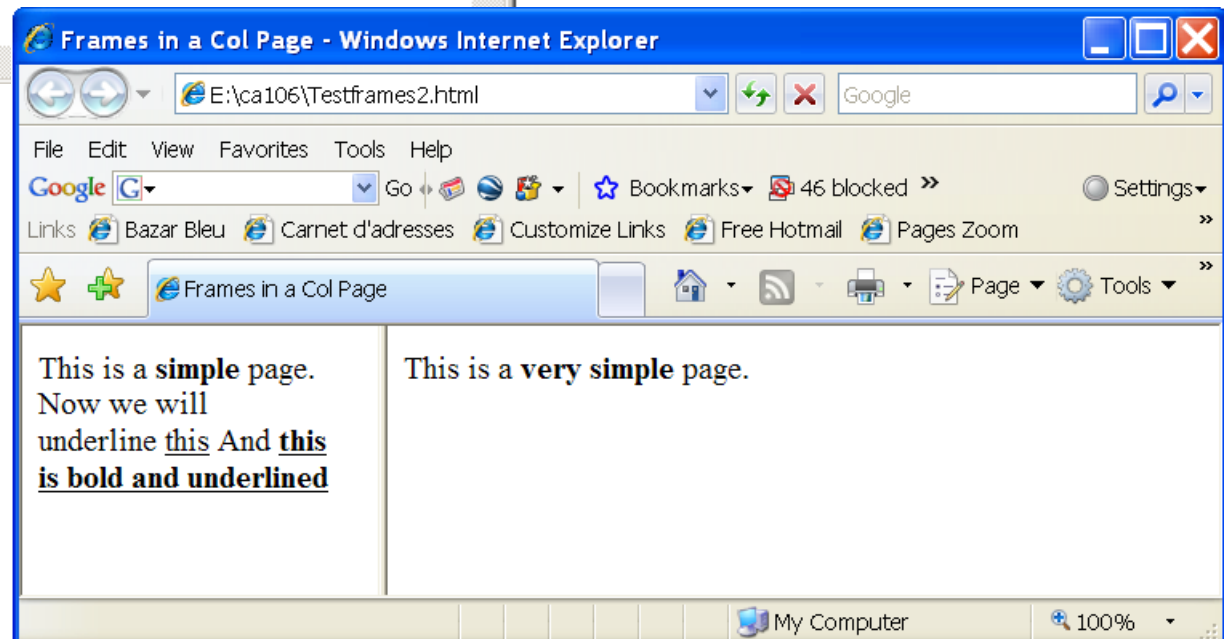 Frames in a Col Page - Windows Internet Explorer
E:\ca106\Testframes2.html Google
File Edit View Favorites Tools Help
Google G Go Bookmarks 46 blocked » Settings
Links Bazar Bleu Carnet d'adresses Customize Links Free Hotmail Pages Zoom »
Frames in a Col Page Page Tools »
This is a simple page.
Now we will
underline this And this
is bold and underlined
This is a very simple page.
My Computer 100%